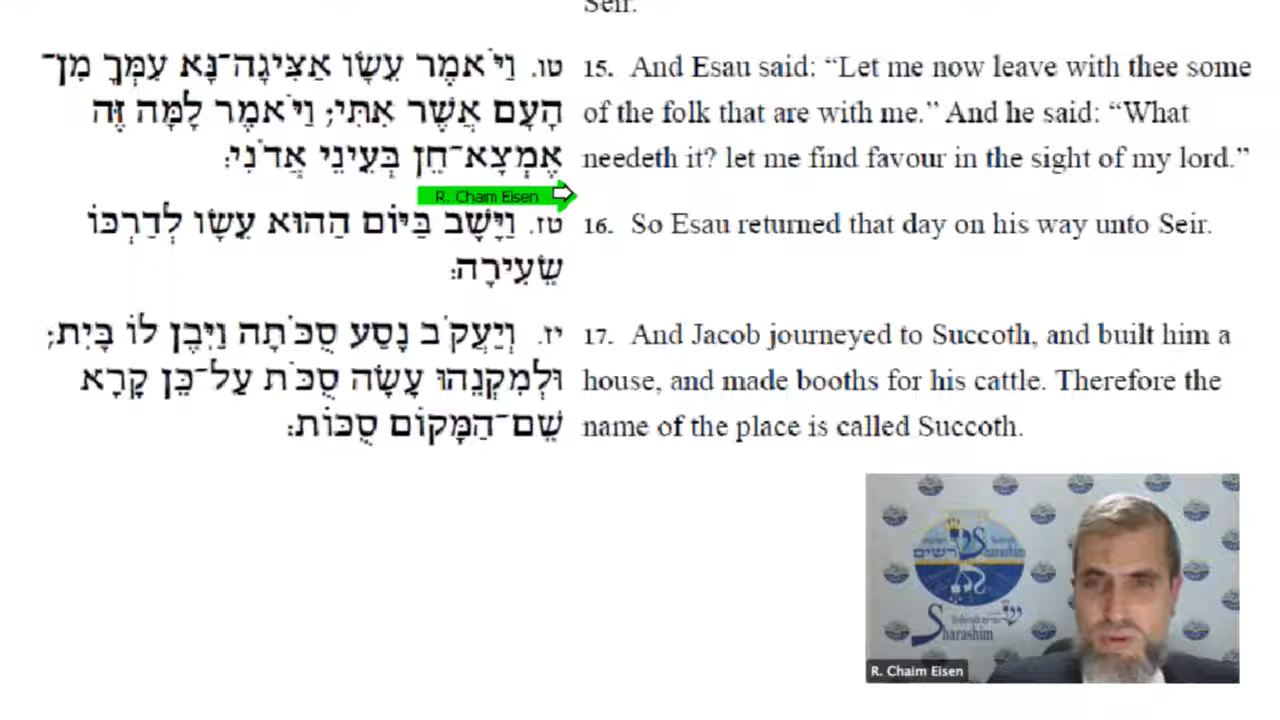 Seir.
טו. וַיֹּאמֶר עֵשָׂו אַצִּיגָה־נָּא עִמְּךָ מִן־
הָעָם אֲשֶׁר אִתִּי; וַיֹּאמֶר לָמָּה זֶּה
אֶמְצָא־חֵן בְּעֵינֵי אֲדֹנִי:
15. And Esau said: “Let me now leave with thee some
of the folk that are with me.” And he said: “What
needeth it? let me find favour in the sight of my lord.”
R. Chaim Eisen
טז. וַיָּשָׁב בַּיּוֹם הַהוּא עֵשָׂו לְדַרְכּוֹ
שֵׂעִירָה:
16. So Esau returned that day on his way unto Seir.
יז. וְיַעֲקֹב נָסַע סֻכֹּתָה וַיִּבֶן לוֹ בָּיִת;
וּלְמִקְנֵהוּ עָשָׂה סֻכֹּת עַל־כֵּן קָרָא
שֵׁם־הַמָּקוֹם סֻכּוֹת:
17. And Jacob journeyed to Succoth, and built him a
house, and made booths for his cattle. Therefore the
name of the place is called Succoth.
שרשים
Sharashim
Sharashim
R. Chaim Eisen